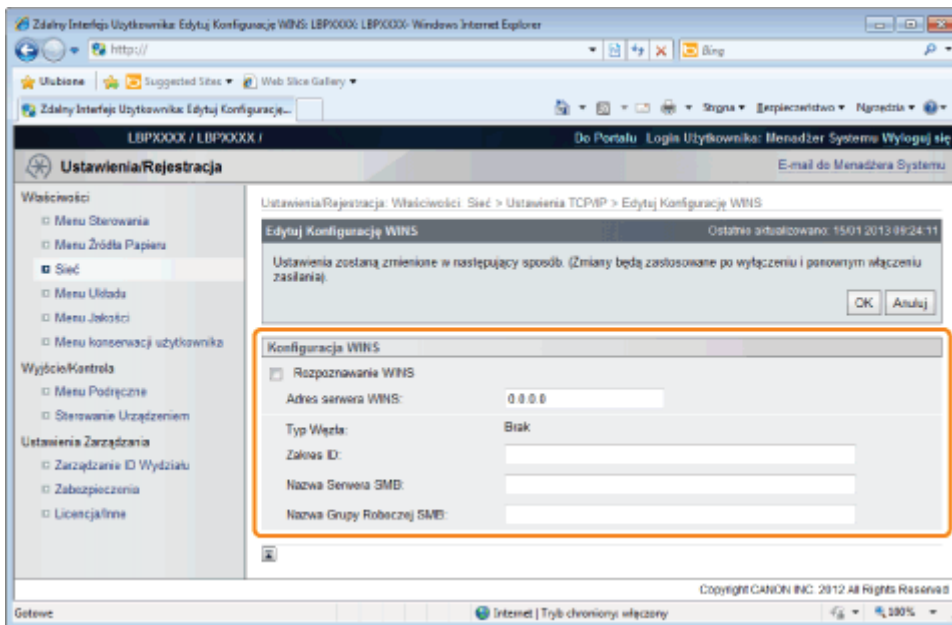 Zdalny Interfejs Użytkownika: Edytuj Konfigurację WINS: LBPXXXX: LBPXXXX- Windows Internet Explorer
http://
Bing
Ulubione Suggested Sites Web Slice Gallery
Zdalny Interfejs Użytkownika: Edytuj Konfigurację...
Strona Bezpieczeństwo Narzędzia
LBPXXXX / LBPXXXX /
Do Portalu Login Użytkownika: Menadżer Systemu Wyloguj się
Ustawienia/Rejestracja
E-mail do Menadżera Systemu
Właściwości
Menu Sterowania
Menu Źródła Papieru
Sieć
Menu Układu
Menu Jakości
Menu konserwacji użytkownika
Wyjście/Kontrola
Menu Podręczne
Sterowanie Urządzeniem
Ustawienia Zarządzania
Zarządzanie ID Wydziału
Zabezpieczenia
Licencja/Inne
Ustawienia/Rejestracja: Właściwości: Sieć > Ustawienia TCP/IP > Edytuj Konfigurację WINS
Edytuj Konfigurację WINS
Ostatnio aktualizowano: 15/01 2013 09:24:11
Ustawienia zostaną zmienione w następujący sposób. (Zmiany będą zastosowane po wyłączeniu i ponownym włączeniu
zasilania).
OK Anuluj
Konfiguracja WINS
Rozpoznawanie WINS
Adres serwera WINS: 0.0.0.0
Typ Węzła: Brak
Zakres ID:
Nazwa Serwera SMB:
Nazwa Grupy Roboczej SMB:
Copyright CANON INC. 2012 All Rights Reserved
Gotowe
Internet | Tryb chroniony: włączony
100%